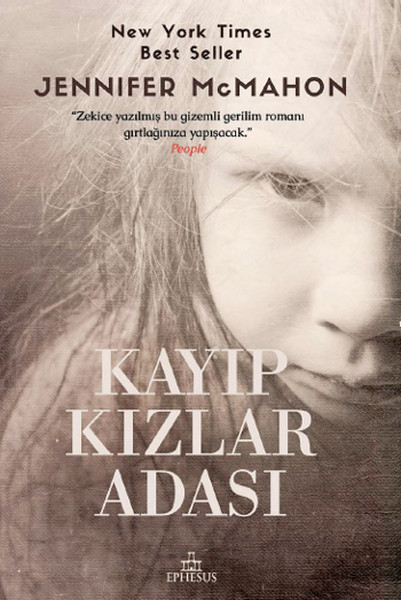 New York Times
Best Seller
JENNIFER McMAHON
“Zekice yazılmış bu gizemli gerilim romanı
gırtlağınıza yapışacak.”
People
KAYIP
KIZLAR
ADASI
EPHESUS